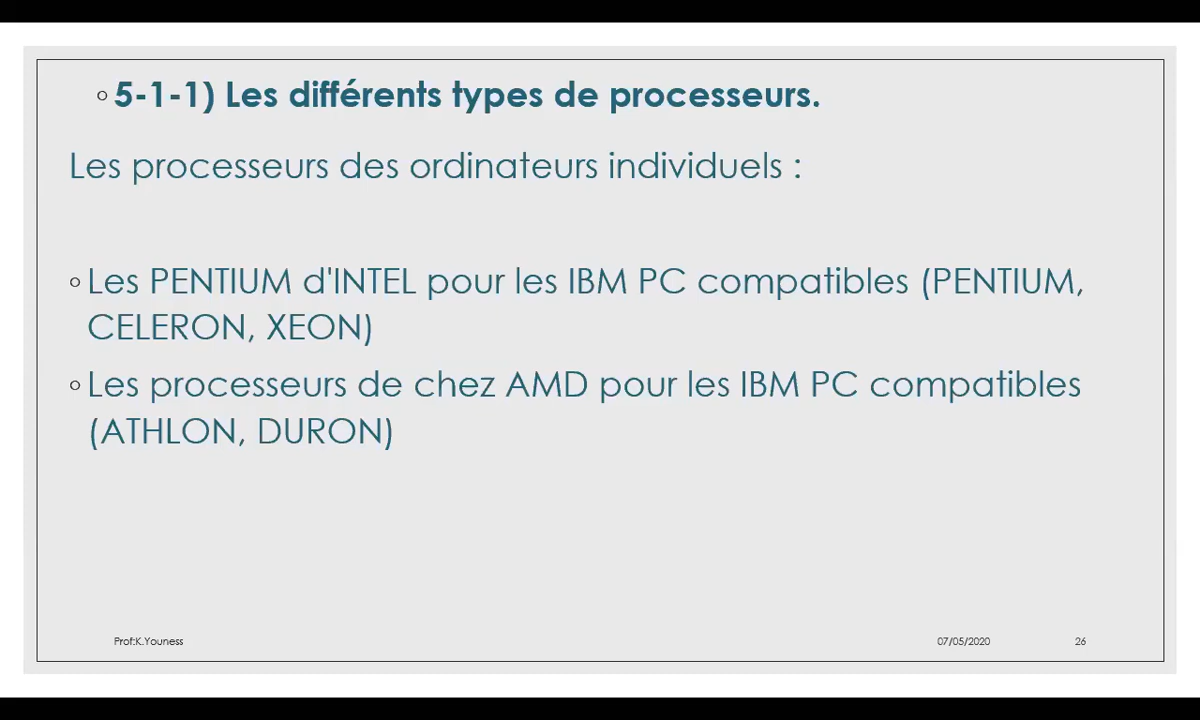 ◦ 5-1-1) Les différents types de processeurs.
Les processeurs des ordinateurs individuels :
◦ Les PENTIUM d'INTEL pour les IBM PC compatibles (PENTIUM,
CELERON, XEON)
◦ Les processeurs de chez AMD pour les IBM PC compatibles
(ATHLON, DURON)
Prof:K.Youness 07/05/2020 26